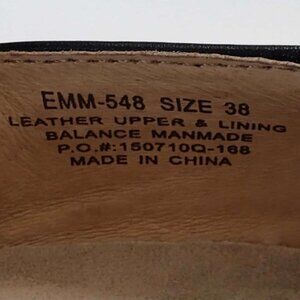 EMM-548 SIZE 38
LEATHER UPPER & LINING
BALANCE MANMADE
P.O.#:150710Q-168
MADE IN CHINA